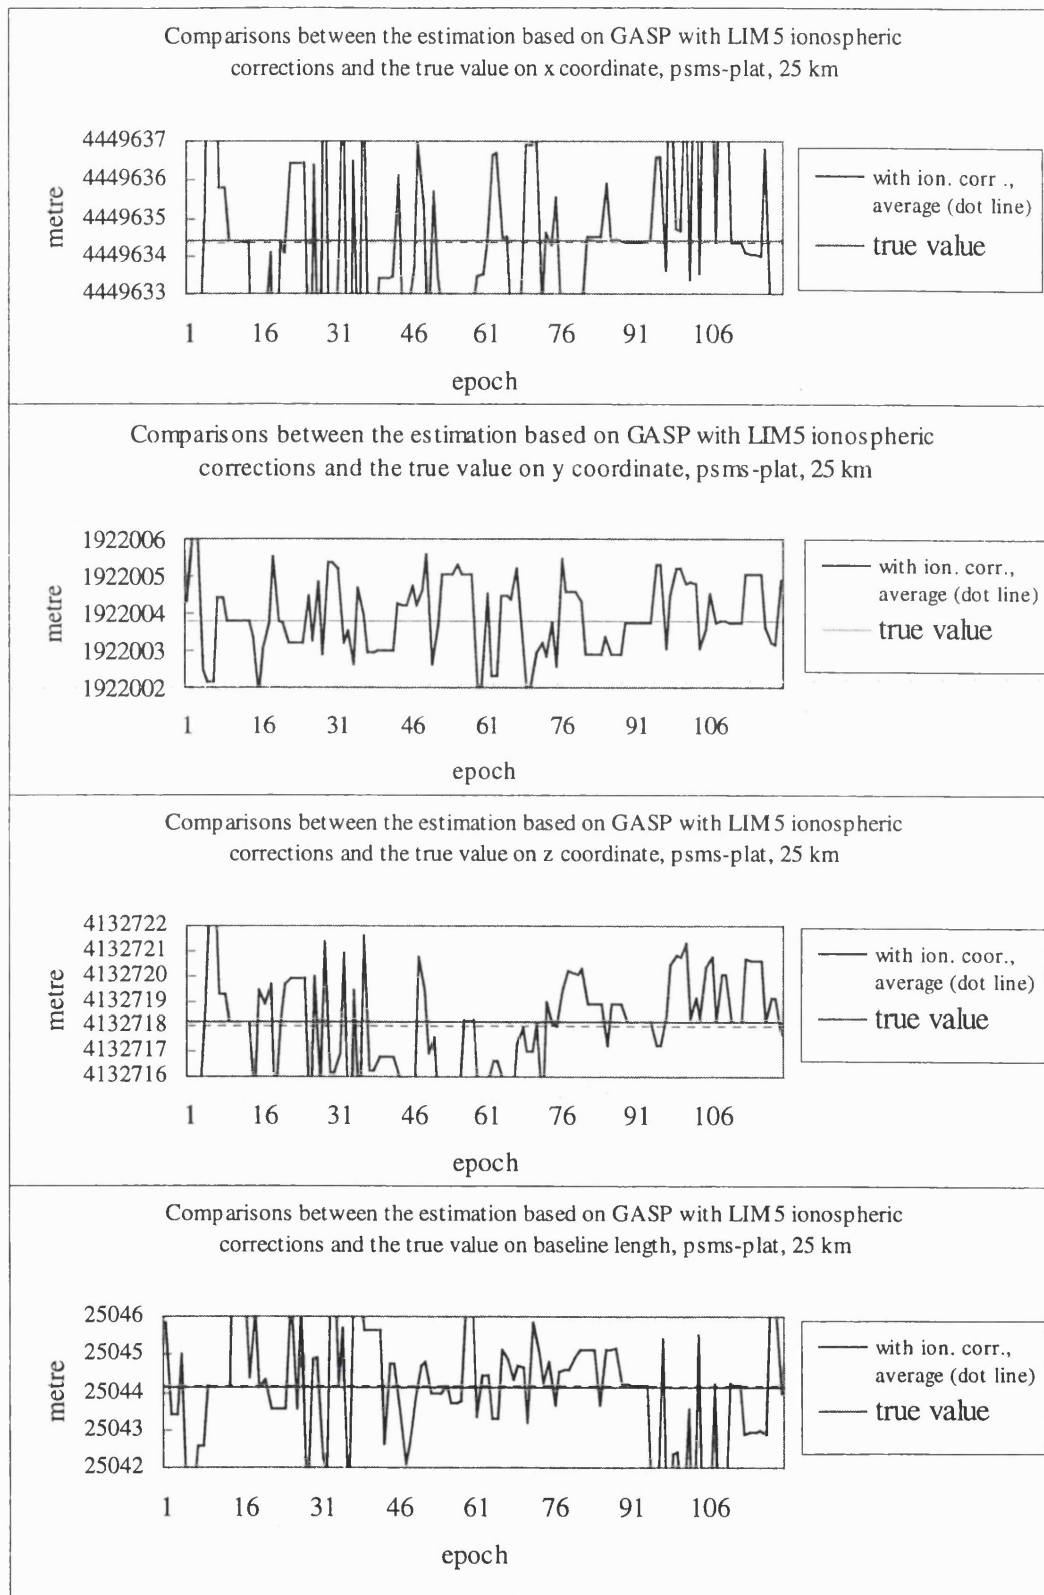 Comparisons between the estimation based on GASP with LIM5 ionospheric
corrections and the true value on x coordinate, psms-plat, 25 km
4449637
4449636
4449635
4449634
4449633
metre
1 16 31 46 61 76 91 106
epoch
with ion. corr .,
average (dot line)
true value
Comparisons between the estimation based on GASP with LIM5 ionospheric
corrections and the true value on y coordinate, psms-plat, 25 km
1922006
1922005
1922004
1922003
1922002
metre
1 16 31 46 61 76 91 106
epoch
with ion. corr.,
average (dot line)
true value
Comparisons between the estimation based on GASP with LIM5 ionospheric
corrections and the true value on z coordinate, psms-plat, 25 km
4132722
4132721
4132720
4132719
4132718
4132717
4132716
metre
1 16 31 46 61 76 91 106
epoch
with ion. coor.,
average (dot line)
true value
Comparisons between the estimation based on GASP with LIM5 ionospheric
corrections and the true value on baseline length, psms-plat, 25 km
25046
25045
25044
25043
25042
metre
1 16 31 46 61 76 91 106
epoch
with ion. corr.,
average (dot line)
true value